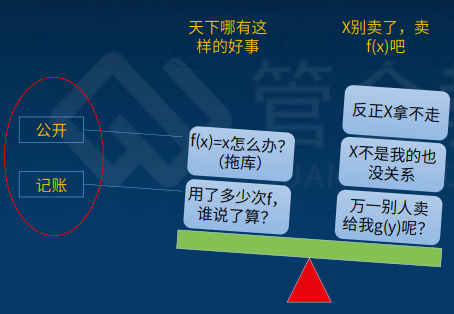 天下哪有这
样的好事
X别卖了，卖
f(x)吧
公开
记账
f(x)=x怎么办？
（拖库）
用了多少次f，
谁说了算？
反正X拿不走
X不是我的也
没关系
万一别人卖
给我g(y)呢？